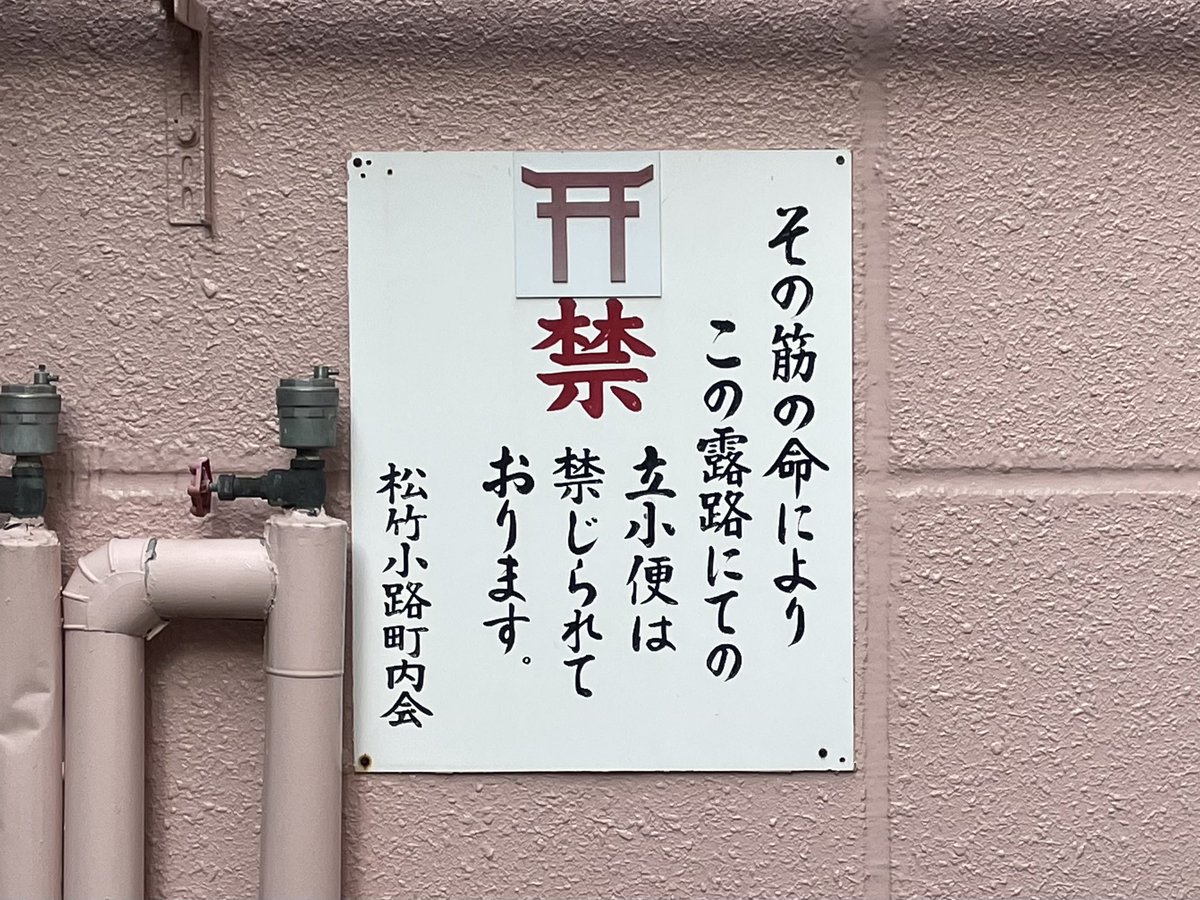 その筋の命により
この露路にての
立小便は
禁
禁じられて
おります。
松竹小路町内会